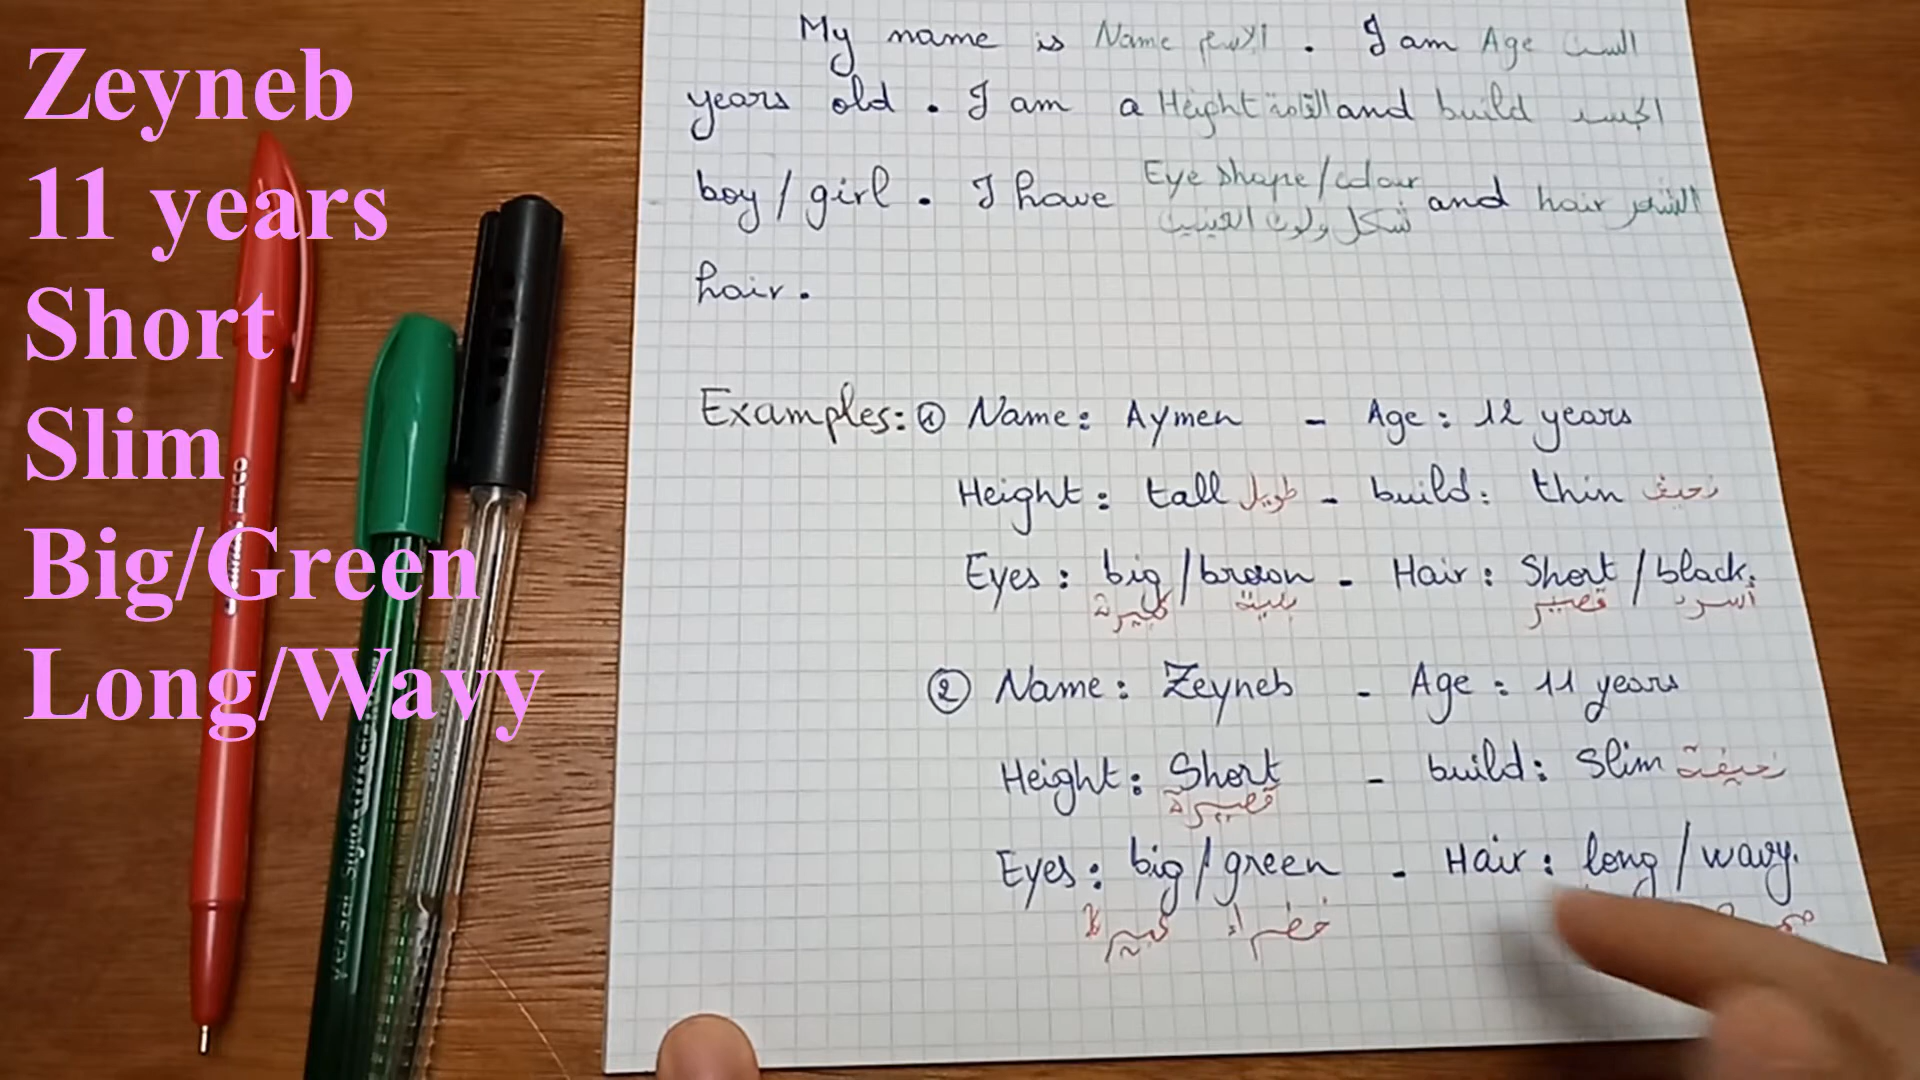 Zeyneb
11 years
Short
Slim
Big/Green
Long/Wavy
My name is Name الاسم . I am Age السن
years old . I am a Height القامة and build الجسد
boy / girl . I have Eye shape/colour and hair الشعر
شكل ولون العينين
hair .
Examples: ① Name : Aymen - Age : 12 years
Height : tall طويل - build : thin نحيف
Eyes : big / brown - Hair : Short / black.
كبيرة بنية قصير أسود
② Name : Zeyneb - Age : 11 years
Height : Short - build : Slim نحيفة
قصيرة
Eyes : big / green - Hair : long / wavy.
كبيرة خضراء
versai style